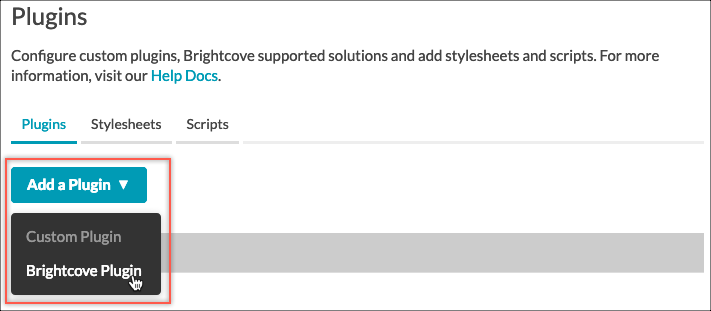 Plugins
Configure custom plugins, Brightcove supported solutions and add stylesheets and scripts. For more
information, visit our Help Docs.
Plugins Stylesheets Scripts
Add a Plugin ▼
Custom Plugin
Brightcove Plugin